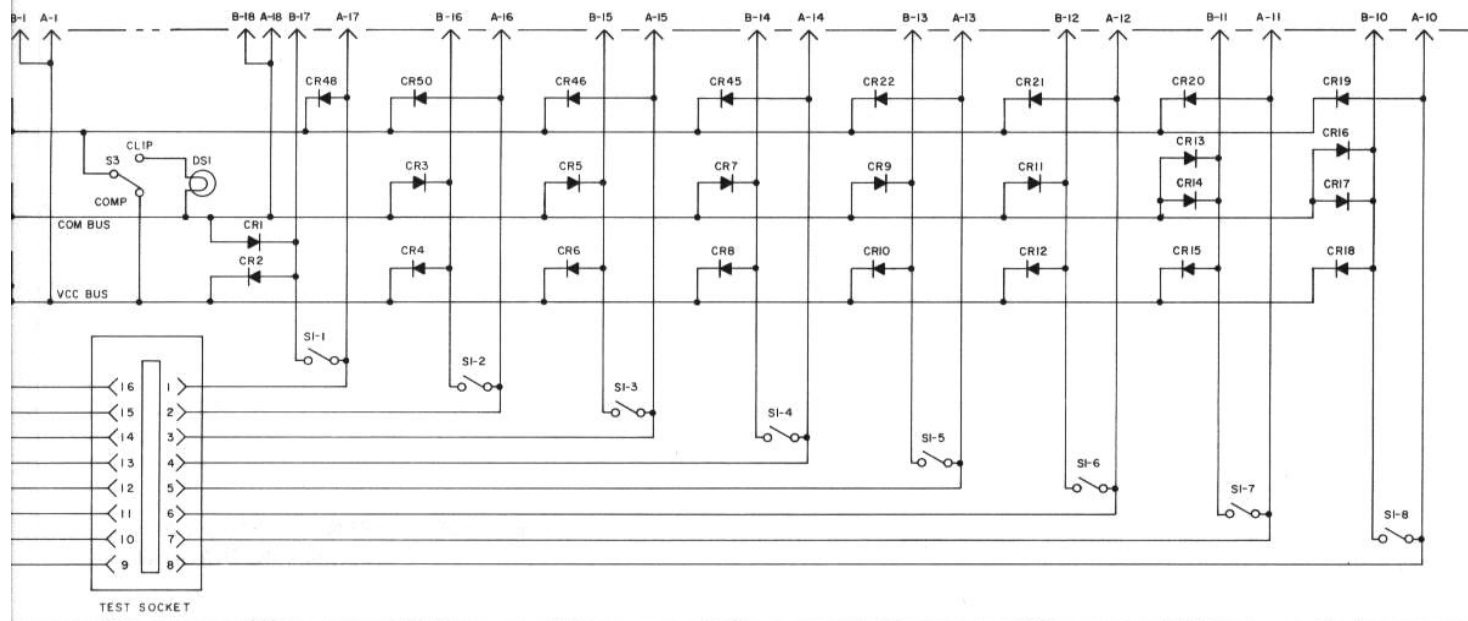 B-1 A-1 B-18 A-18 B-17 A-17 B-16 A-16 B-15 A-15 B-14 A-14 B-13 A-13 B-12 A-12 B-11 A-11 B-10 A-10
CR48 CR50 CR46 CR45 CR22 CR21 CR20 CR19
CLIP
S3 DS1
COMP
CR13 CR16
CR3 CR5 CR7 CR9 CR11 CR14 CR17
COM BUS
CR1
CR2
CR4 CR6 CR8 CR10 CR12 CR15 CR18
VCC BUS
S1-1
S1-2
S1-3
S1-4
S1-5
S1-6
S1-7
S1-8
16 1
15 2
14 3
13 4
12 5
11 6
10 7
9 8
TEST SOCKET